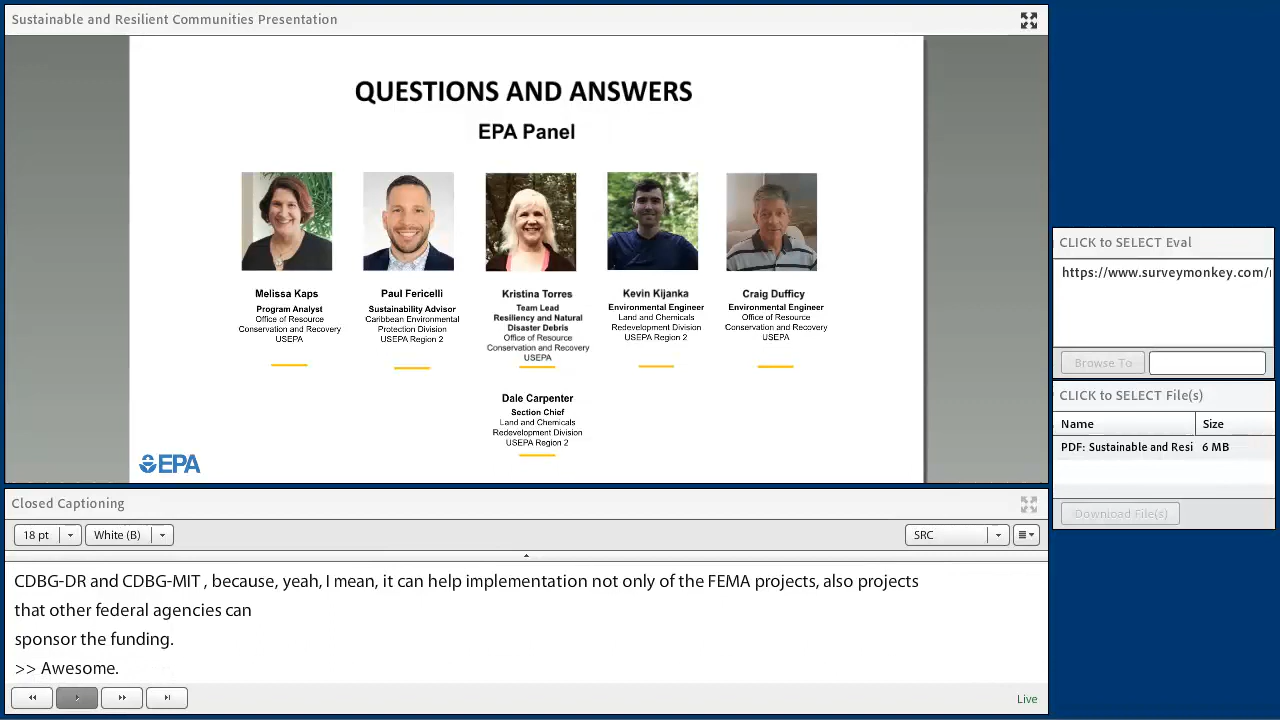 Sustainable and Resilient Communities Presentation
QUESTIONS AND ANSWERS
EPA Panel
Melissa Kaps
Program Analyst
Office of Resource
Conservation and Recovery
USEPA
Paul Fericelli
Sustainability Advisor
Caribbean Environmental
Protection Division
USEPA Region 2
Kristina Torres
Team Lead
Resiliency and Natural
Disaster Debris
Office of Resource
Conservation and Recovery
USEPA
Kevin Kijanka
Environmental Engineer
Land and Chemicals
Redevelopment Division
USEPA Region 2
Craig Dufficy
Environmental Engineer
Office of Resource
Conservation and Recovery
USEPA
Dale Carpenter
Section Chief
Land and Chemicals
Redevelopment Division
USEPA Region 2
EPA
CLICK to SELECT Eval
https://www.surveymonkey.com/
Browse To
CLICK to SELECT File(s)
Name
Size
PDF: Sustainable and Resi
6 MB
Download File(s)
Closed Captioning
18 pt
White (B)
SRC
CDBG-DR and CDBG-MIT , because, yeah, I mean, it can help implementation not only of the FEMA projects, also projects
that other federal agencies can
sponsor the funding.
>> Awesome.
Live